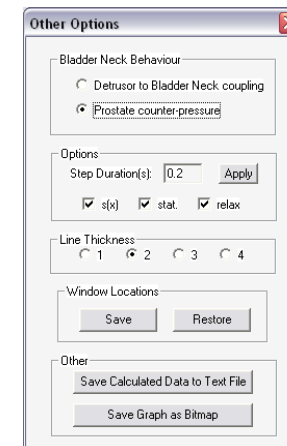 Other Options
Bladder Neck Behaviour
Detrusor to Bladder Neck coupling
Prostate counter-pressure
Options
Step Duration(s): 0.2 Apply
s(x) stat. relax
Line Thickness
1 2 3 4
Window Locations
Save Restore
Other
Save Calculated Data to Text File
Save Graph as Bitmap